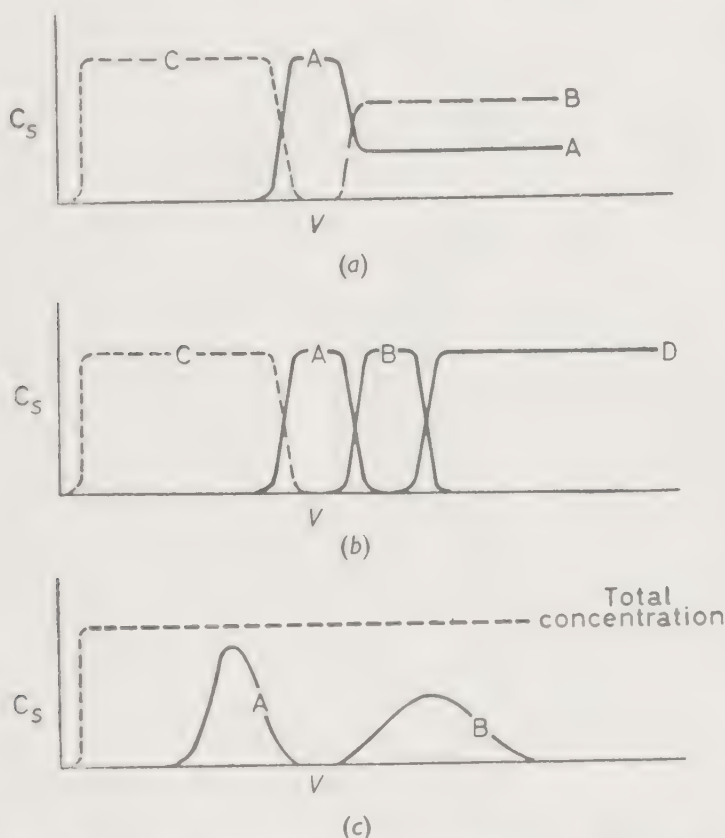 C A
B
C_S A
V
(a)
C A B D
C_S
V
(b)
Total
concentration
A
C_S B
V
(c)